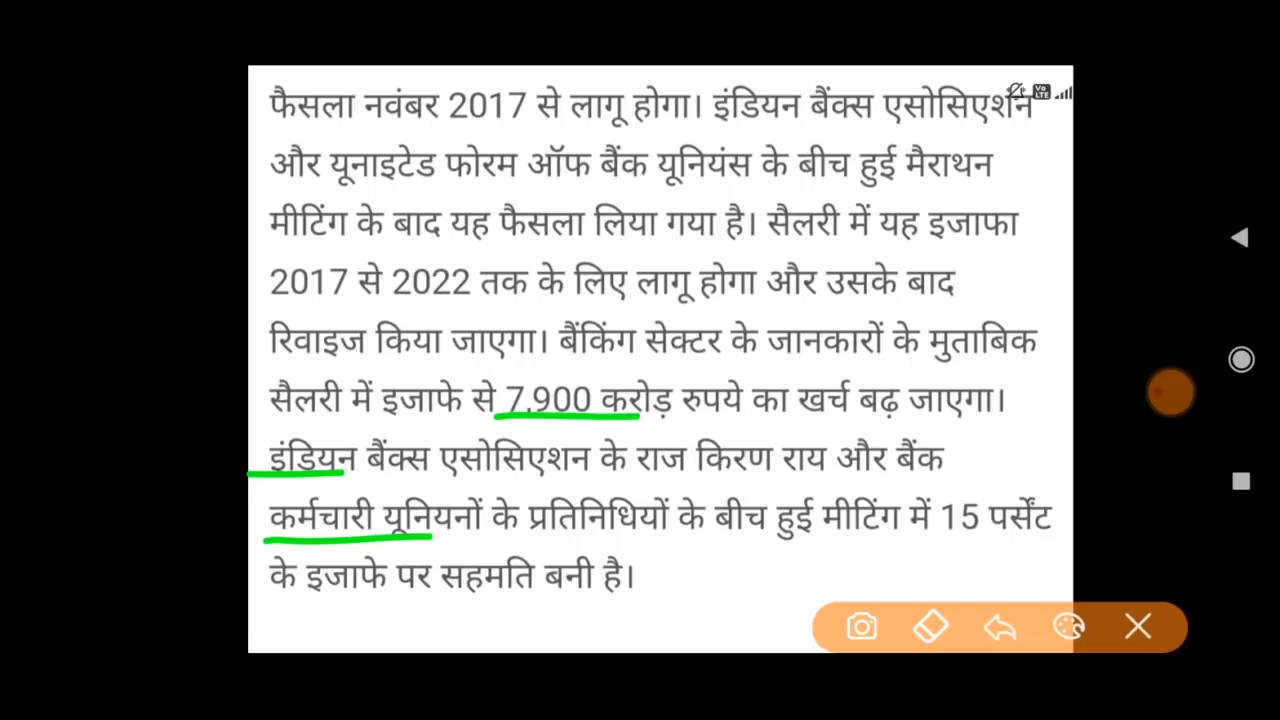 फैसला नवंबर 2017 से लागू होगा। इंडियन बैंक्स एसोसिएशन
और यूनाइटेड फोरम ऑफ बैंक यूनियंस के बीच हुई मैराथन
मीटिंग के बाद यह फैसला लिया गया है। सैलरी में यह इजाफा
2017 से 2022 तक के लिए लागू होगा और उसके बाद
रिवाइज किया जाएगा। बैंकिंग सेक्टर के जानकारों के मुताबिक
सैलरी में इजाफे से 7,900 करोड़ रुपये का खर्च बढ़ जाएगा।
इंडियन बैंक्स एसोसिएशन के राज किरण राय और बैंक
कर्मचारी यूनियनों के प्रतिनिधियों के बीच हुई मीटिंग में 15 पर्सेंट
के इजाफे पर सहमति बनी है।